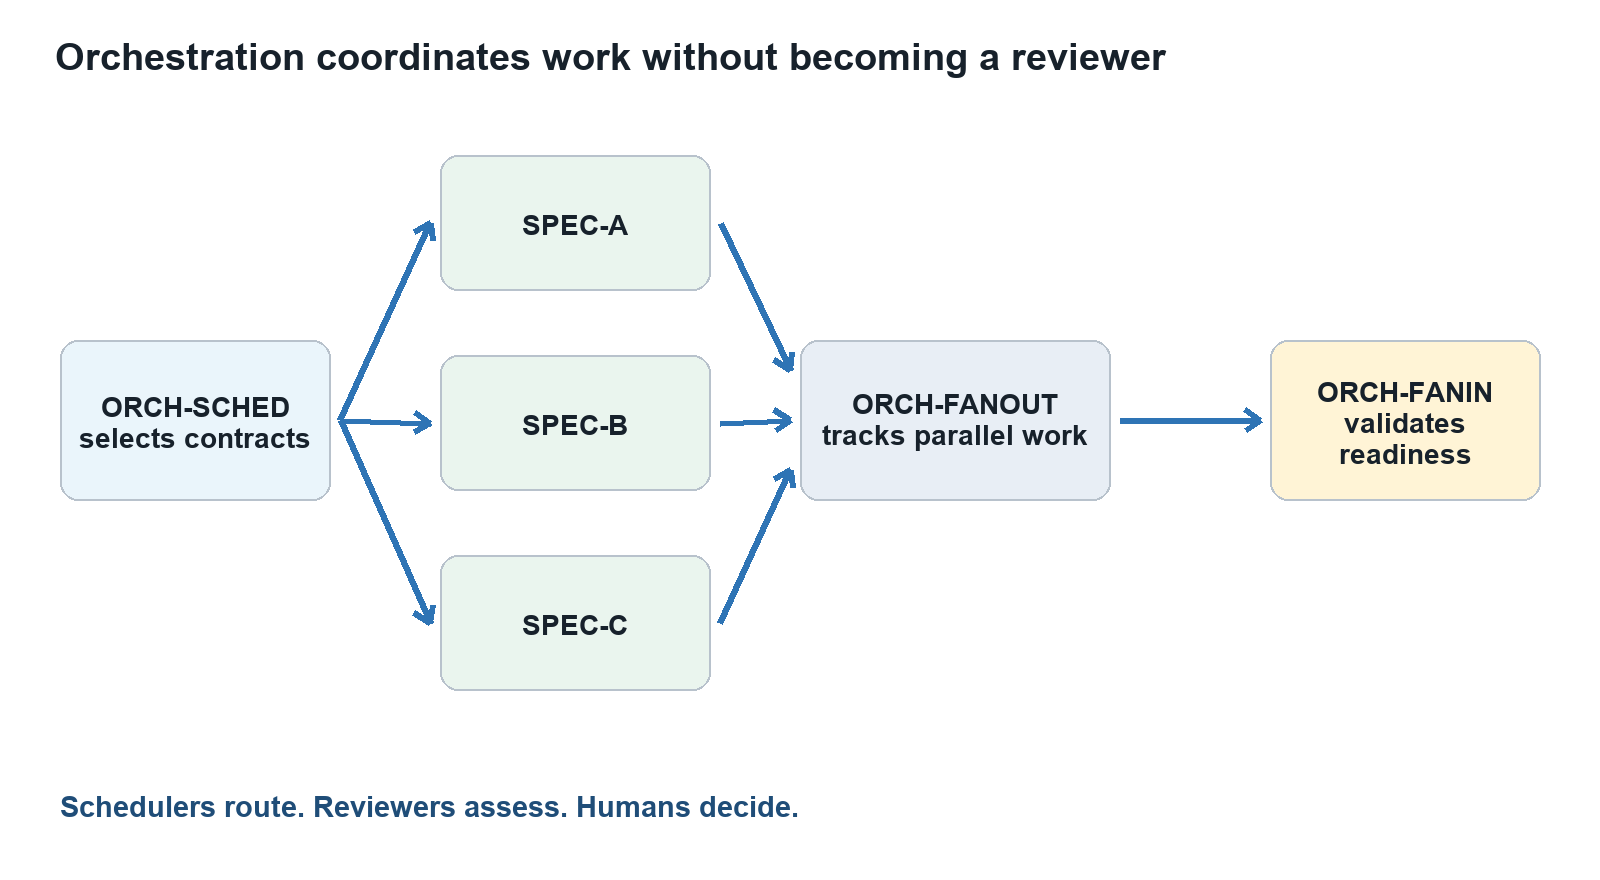 Orchestration coordinates work without becoming a reviewer
SPEC-A
ORCH-SCHED
selects contracts
SPEC-B
ORCH-FANOUT
tracks parallel work
ORCH-FANIN
validates
readiness
SPEC-C
Schedulers route. Reviewers assess. Humans decide.